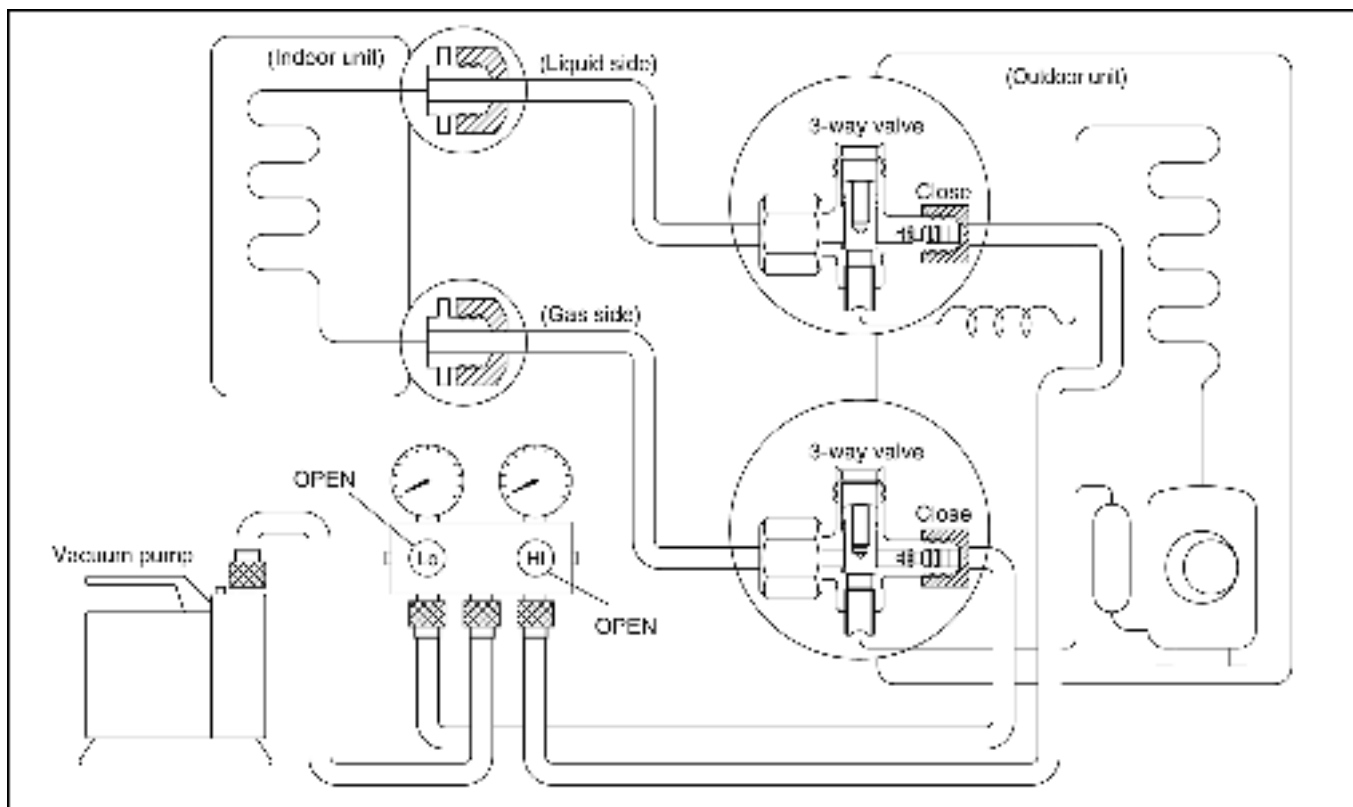 (Indoor unit)
(Liquid side)
(Outdoor unit)
3-way valve
Close
(Gas side)
3-way valve
OPEN
Close
Vacuum pump
Lo
HI
OPEN